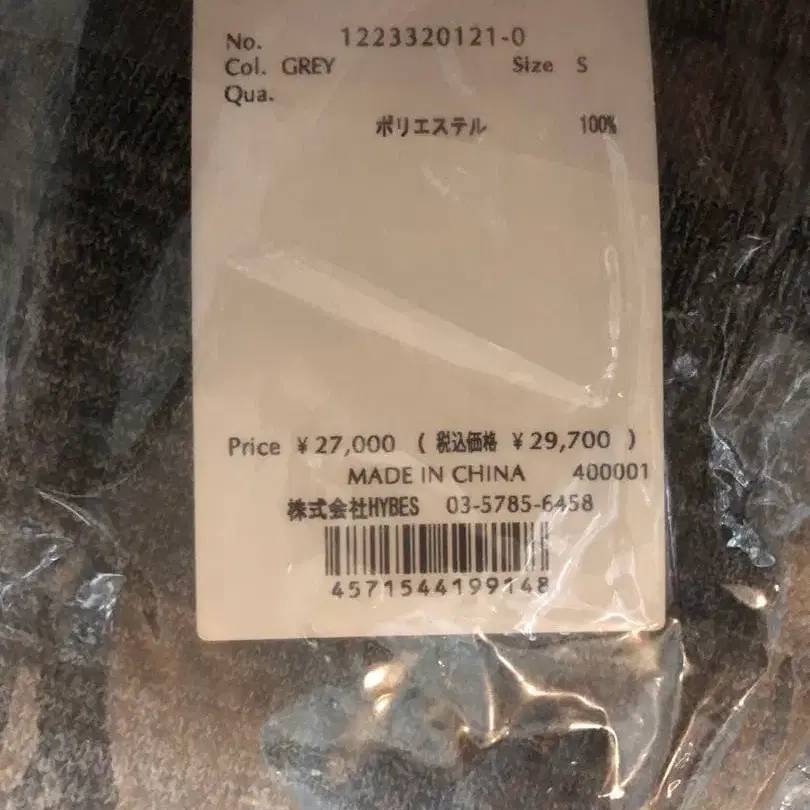 No. 1223320121-0
Col. GREY Size S
Qua.
ポリエステル 100%
Price ¥27,000 ( 税込価格 ¥29,700 )
MADE IN CHINA 400001
株式会社HYBES 03-5785-6458
4571544199148